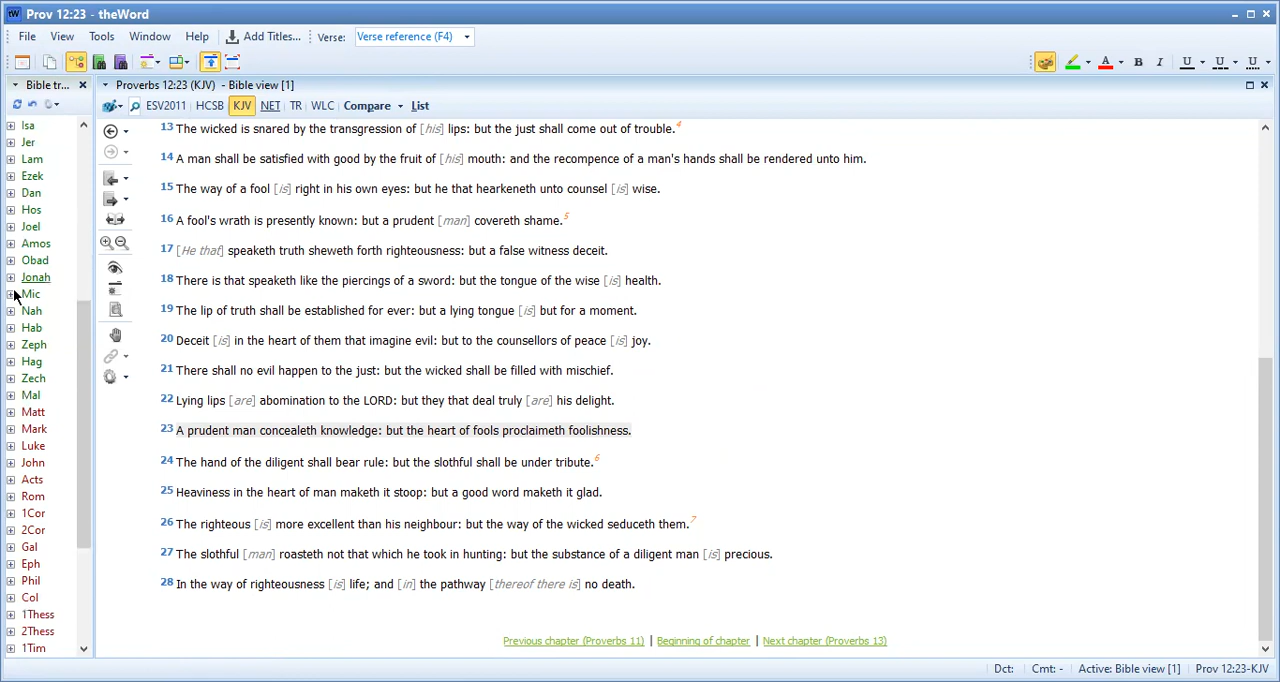 Prov 12:23 - theWord
File View Tools Window Help Add Titles... Verse: Verse reference (F4)
A B I U U U
Bible tr...
Proverbs 12:23 (KJV) - Bible view [1]
ESV2011 HCSB KJV NET TR WLC Compare List
Isa
Jer
Lam
Ezek
Dan
Hos
Joel
Amos
Obad
Jonah
Mic
Nah
Hab
Zeph
Hag
Zech
Mal
Matt
Mark
Luke
John
Acts
Rom
1Cor
2Cor
Gal
Eph
Phil
Col
1Thess
2Thess
1Tim
13 The wicked is snared by the transgression of [his] lips: but the just shall come out of trouble. 4
14 A man shall be satisfied with good by the fruit of [his] mouth: and the recompence of a man's hands shall be rendered unto him.
15 The way of a fool [is] right in his own eyes: but he that hearkeneth unto counsel [is] wise.
16 A fool's wrath is presently known: but a prudent [man] covereth shame. 5
17 [He that] speaketh truth sheweth forth righteousness: but a false witness deceit.
18 There is that speaketh like the piercings of a sword: but the tongue of the wise [is] health.
19 The lip of truth shall be established for ever: but a lying tongue [is] but for a moment.
20 Deceit [is] in the heart of them that imagine evil: but to the counsellors of peace [is] joy.
21 There shall no evil happen to the just: but the wicked shall be filled with mischief.
22 Lying lips [are] abomination to the LORD: but they that deal truly [are] his delight.
23 A prudent man concealeth knowledge: but the heart of fools proclaimeth foolishness.
24 The hand of the diligent shall bear rule: but the slothful shall be under tribute. 6
25 Heaviness in the heart of man maketh it stoop: but a good word maketh it glad.
26 The righteous [is] more excellent than his neighbour: but the way of the wicked seduceth them. 7
27 The slothful [man] roasteth not that which he took in hunting: but the substance of a diligent man [is] precious.
28 In the way of righteousness [is] life; and [in] the pathway [thereof there is] no death.
Previous chapter (Proverbs 11) | Beginning of chapter | Next chapter (Proverbs 13)
Dct: Cmt: - Active: Bible view [1] Prov 12:23-KJV